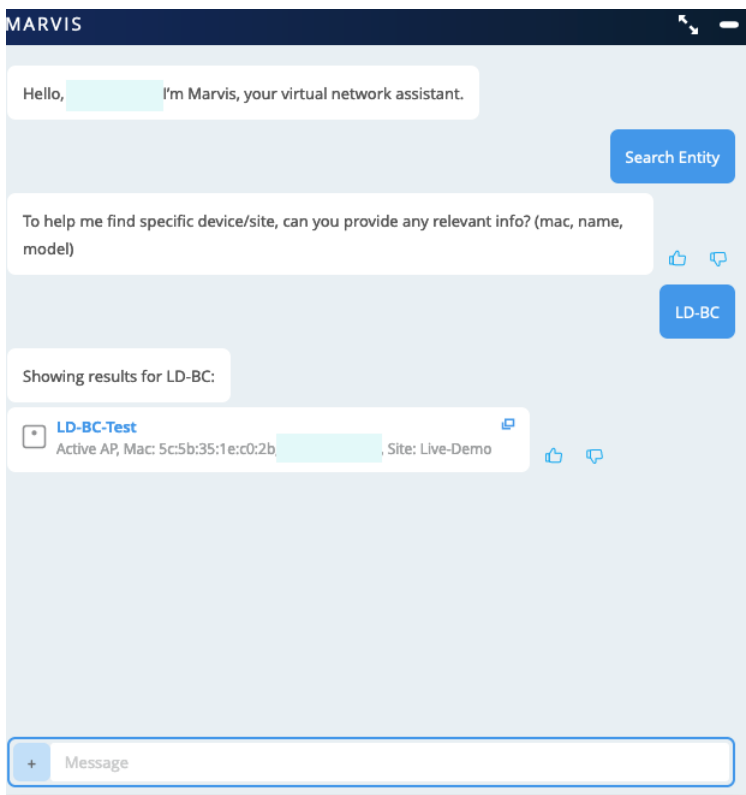 MARVIS
Hello, I'm Marvis, your virtual network assistant.
Search Entity
To help me find specific device/site, can you provide any relevant info? (mac, name,
model)
LD-BC
Showing results for LD-BC:
LD-BC-Test
Active AP, Mac: 5c:5b:35:1e:c0:2b, , Site: Live-Demo
+ Message